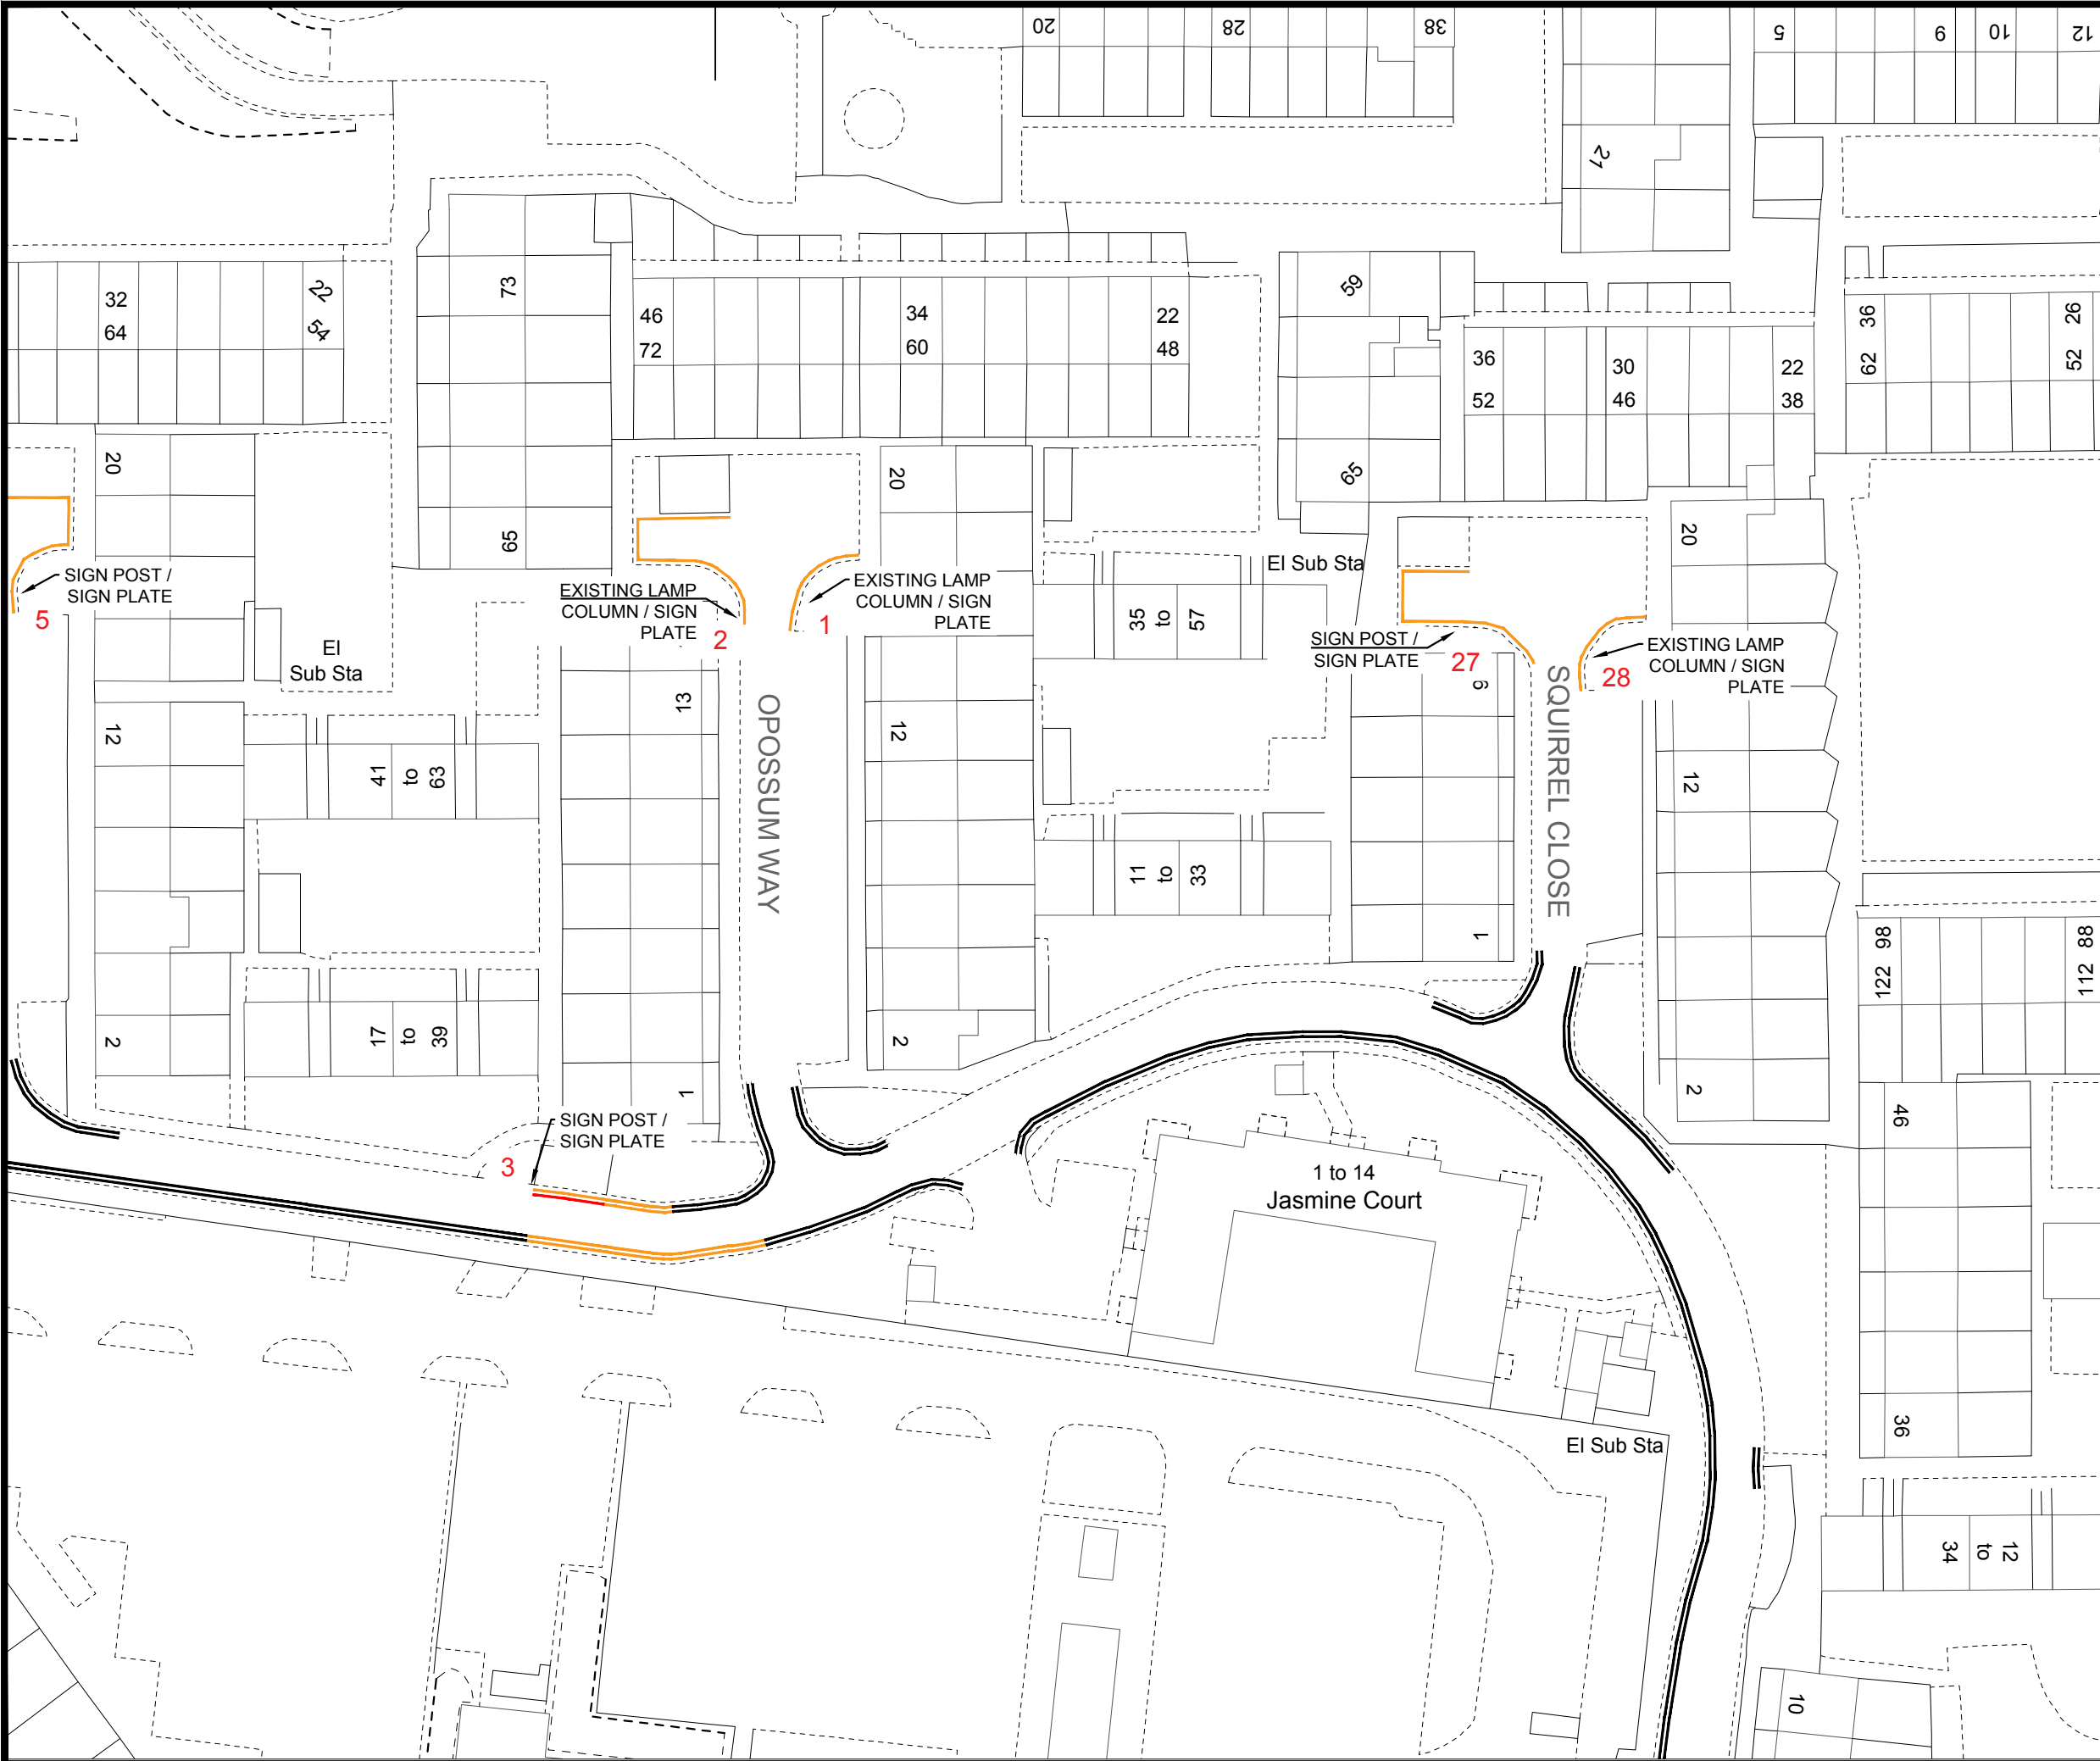 20
28
38
5
9
10
12
21
32
64
22
54
73
46
72
34
60
22
48
59
65
36
52
30
46
22
38
36
62
26
52
20
65
20
20
SIGN POST /
SIGN PLATE
5
EXISTING LAMP
COLUMN / SIGN
PLATE
2
EXISTING LAMP
COLUMN / SIGN
PLATE
1
El Sub Sta
35
to
57
SIGN POST /
SIGN PLATE
27
EXISTING LAMP
COLUMN / SIGN
PLATE
28
El
Sub Sta
13
9
OPOSSUM WAY
SQUIRREL CLOSE
12
12
12
41
to
63
11
to
33
1
98
122
88
112
17
to
39
2
2
2
1
46
SIGN POST /
SIGN PLATE
3
1 to 14
Jasmine Court
36
El Sub Sta
34
to
12
10